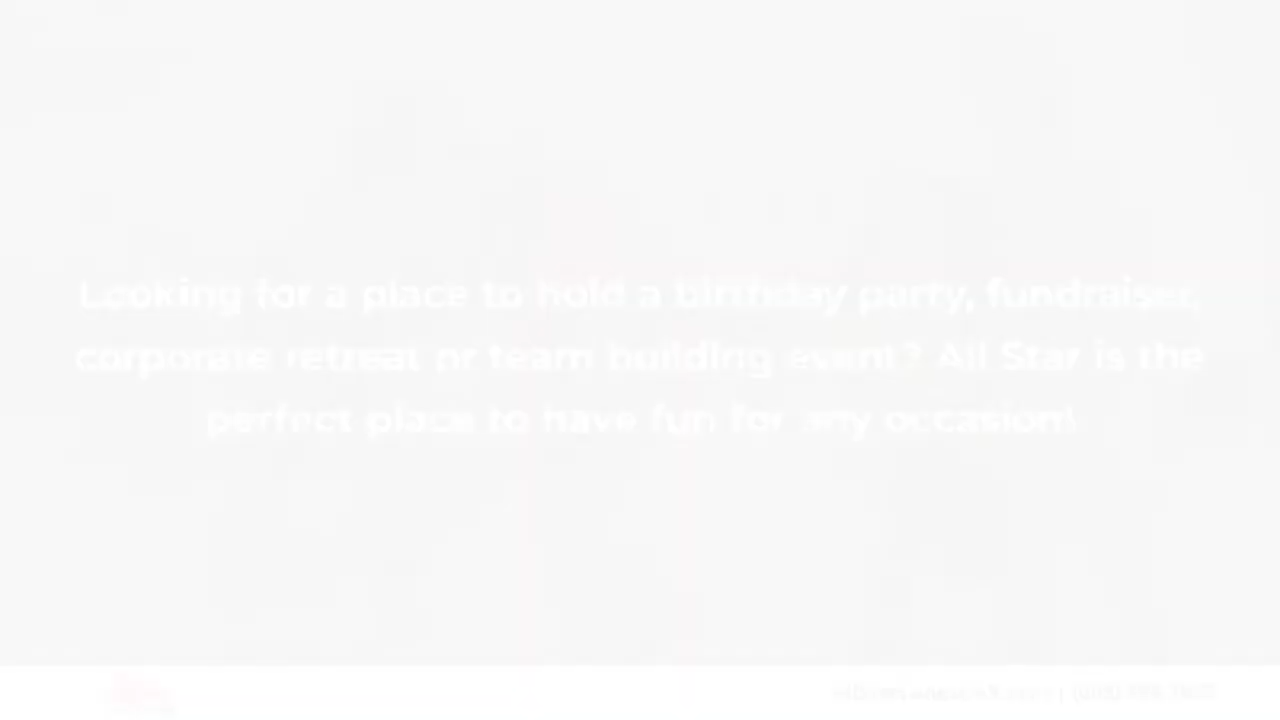 Looking for a place to hold a birthday party, fundraiser,
corporate retreat or team building event? All Star is the
perfect place to have fun for any occasion!